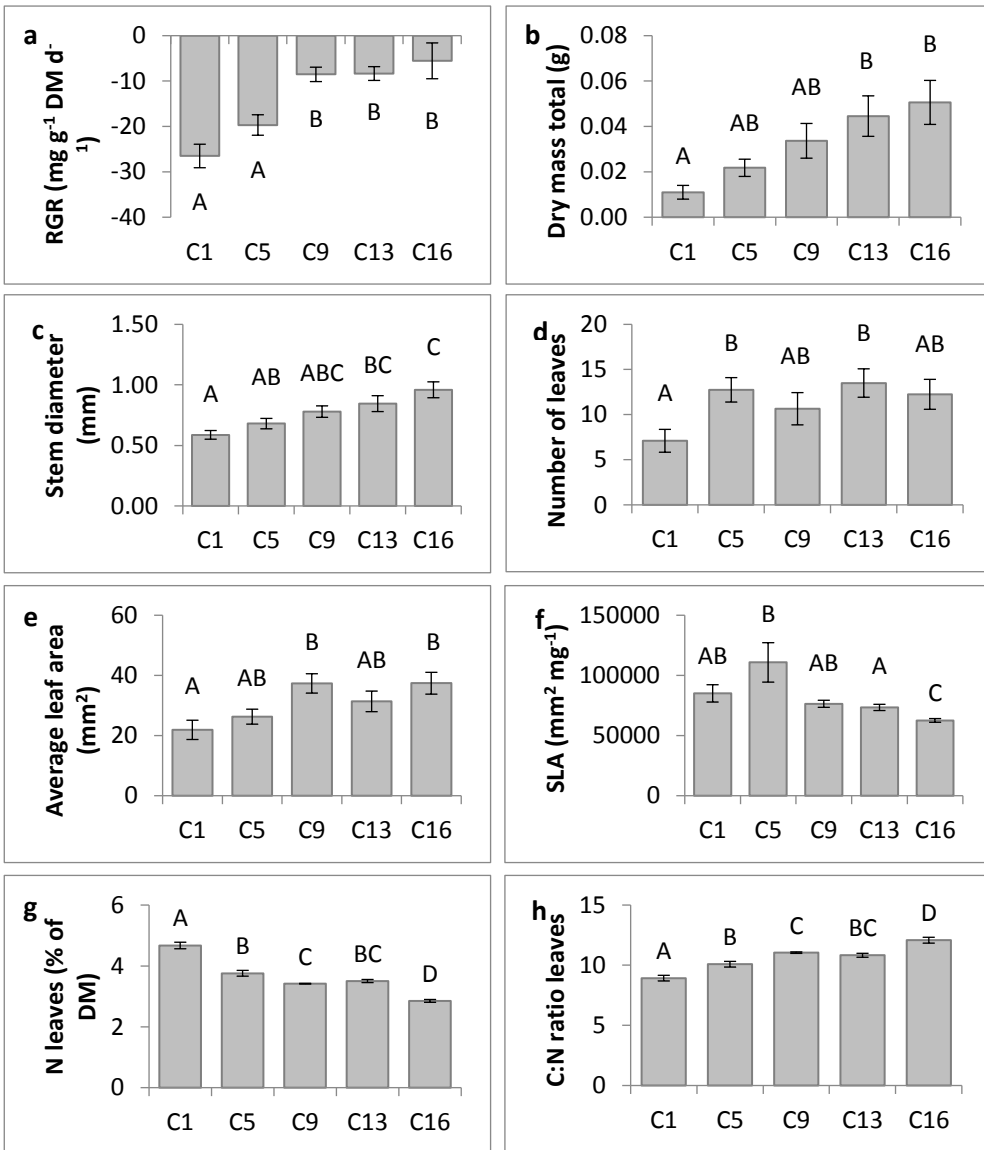 a
RGR (mg g-1 DM d-
1)
0
-10
-20
-30
-40
A
A
B
B
B
C1 C5 C9 C13 C16
b
Dry mass total (g)
0.08
0.06
0.04
0.02
0.00
A
AB
AB
B
B
C1 C5 C9 C13 C16
c
Stem diameter
(mm)
1.50
1.00
0.50
0.00
A
AB
ABC
BC
C
C1 C5 C9 C13 C16
d
Number of leaves
20
15
10
5
0
A
B
AB
B
AB
C1 C5 C9 C13 C16
e
Average leaf area
(mm²)
60
40
20
0
A
AB
B
AB
B
C1 C5 C9 C13 C16
f
SLA (mm² mg⁻¹)
150000
100000
50000
0
AB
B
AB
A
C
C1 C5 C9 C13 C16
g
N leaves (% of
DM)
6
4
2
0
A
B
C
BC
D
C1 C5 C9 C13 C16
h
C:N ratio leaves
15
10
5
0
A
B
C
BC
D
C1 C5 C9 C13 C16